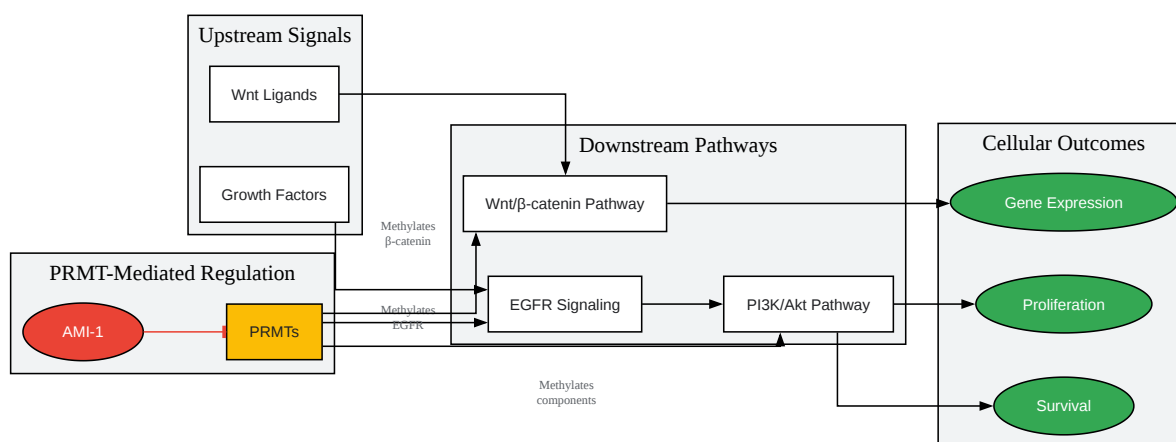 Upstream Signals
Wnt Ligands
Growth Factors
PRMT-Mediated Regulation
AMI-1
PRMTs
Methylates
β-catenin
Methylates
EGFR
Methylates
components
Downstream Pathways
Wnt/β-catenin Pathway
EGFR Signaling
PI3K/Akt Pathway
Cellular Outcomes
Gene Expression
Proliferation
Survival